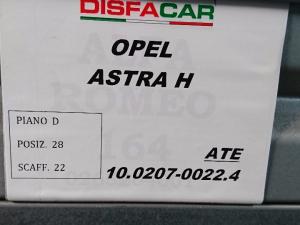 DISFACAR
OPEL
ASTRA H
PIANO D
POSIZ. 28
SCAFF. 22
ATE
10.0207-0022.4